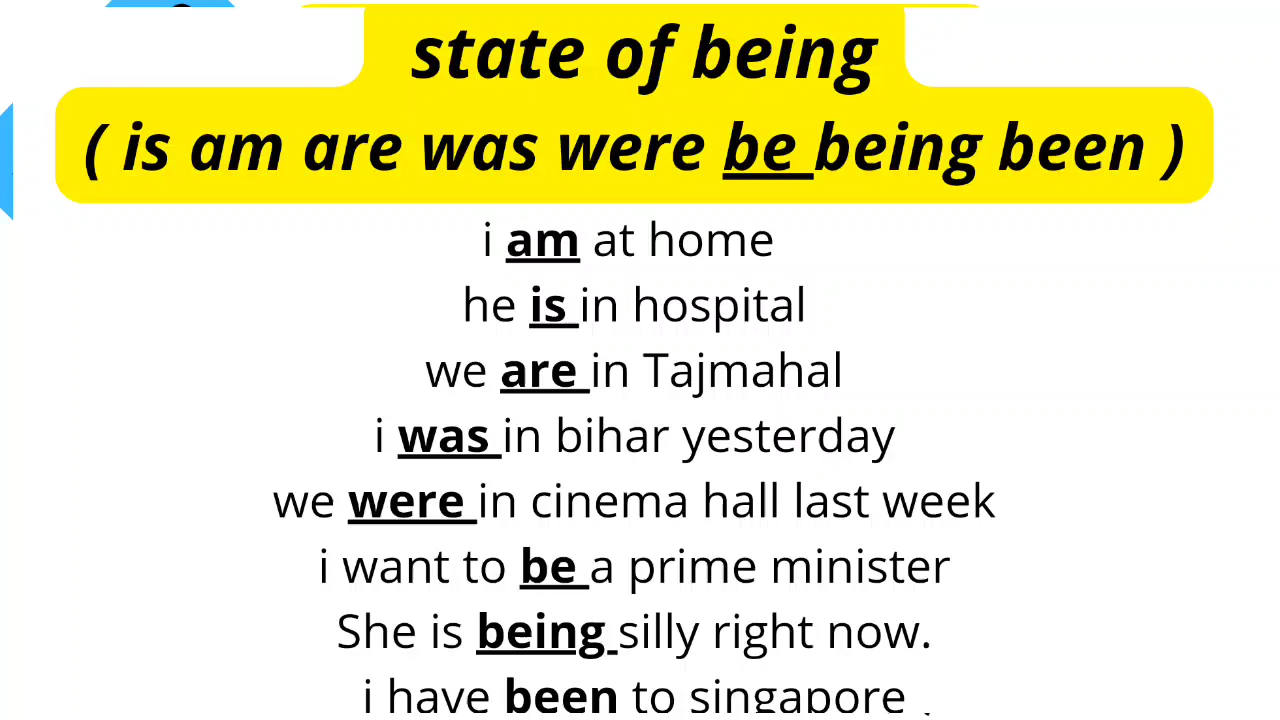 state of being
( is am are was were be being been )
i am at home
he is in hospital
we are in Tajmahal
i was in bihar yesterday
we were in cinema hall last week
i want to be a prime minister
She is being silly right now.
i have been to singapore